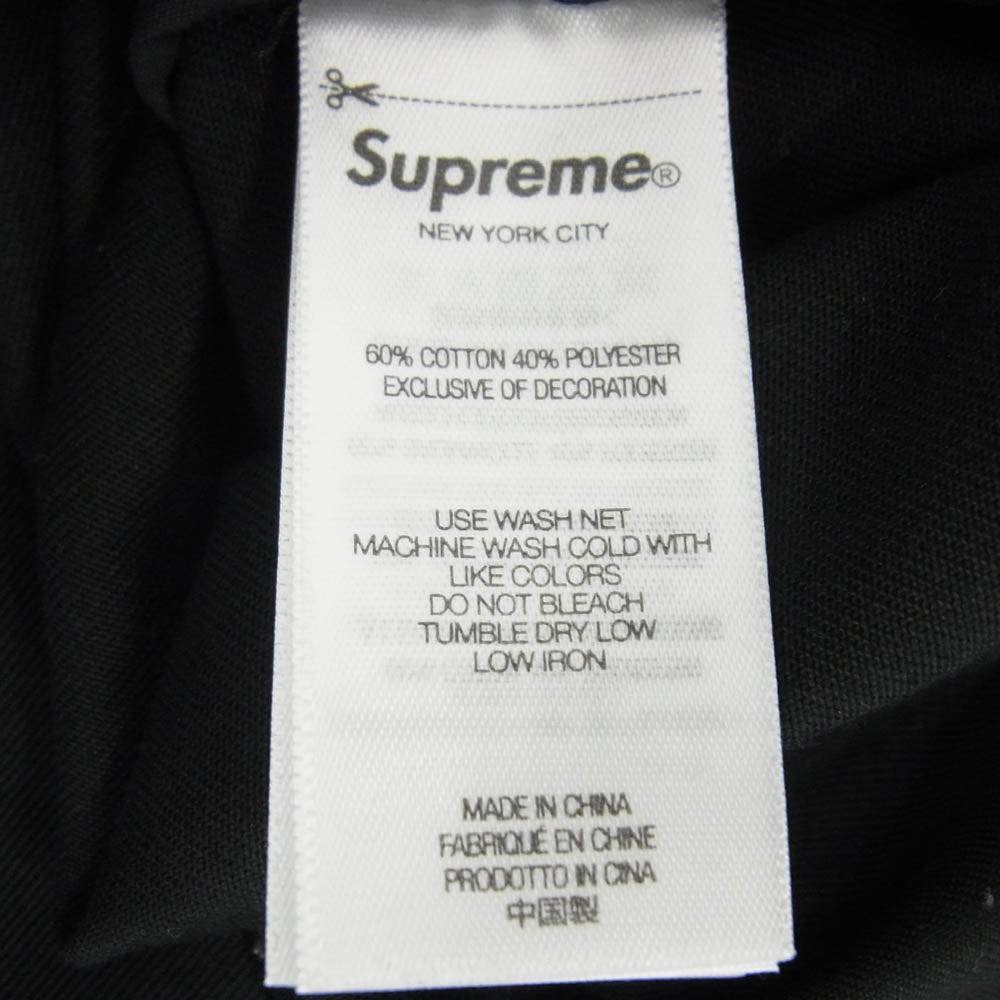 Supreme®
NEW YORK CITY
60% COTTON 40% POLYESTER
EXCLUSIVE OF DECORATION
USE WASH NET
MACHINE WASH COLD WITH
LIKE COLORS
DO NOT BLEACH
TUMBLE DRY LOW
LOW IRON
MADE IN CHINA
FABRIQUÉ EN CHINE
PRODOTTO IN CINA
中国製